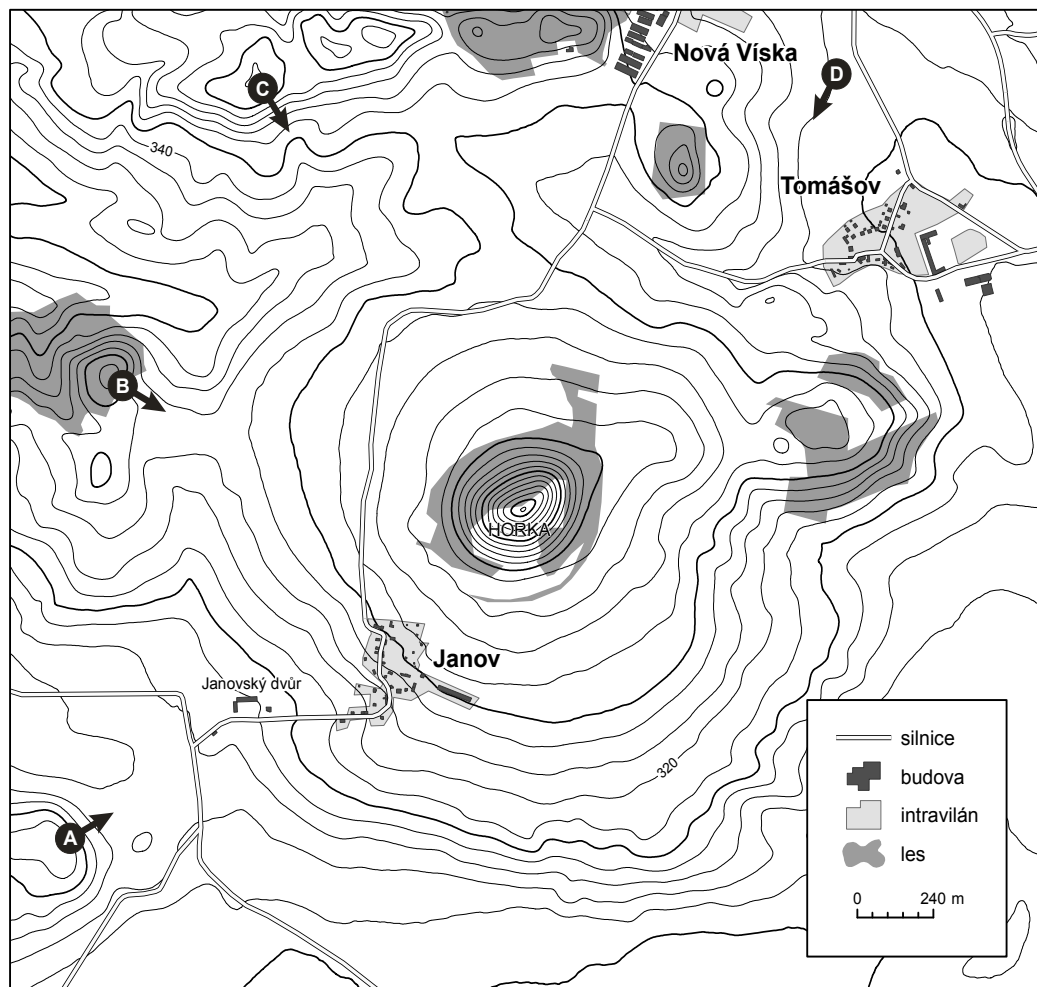 Nová Víska
C
D
340
Tomášov
B
HORKA
Janov
Janovský dvůr
320
A
silnice
budova
intravilán
les
0 240 m